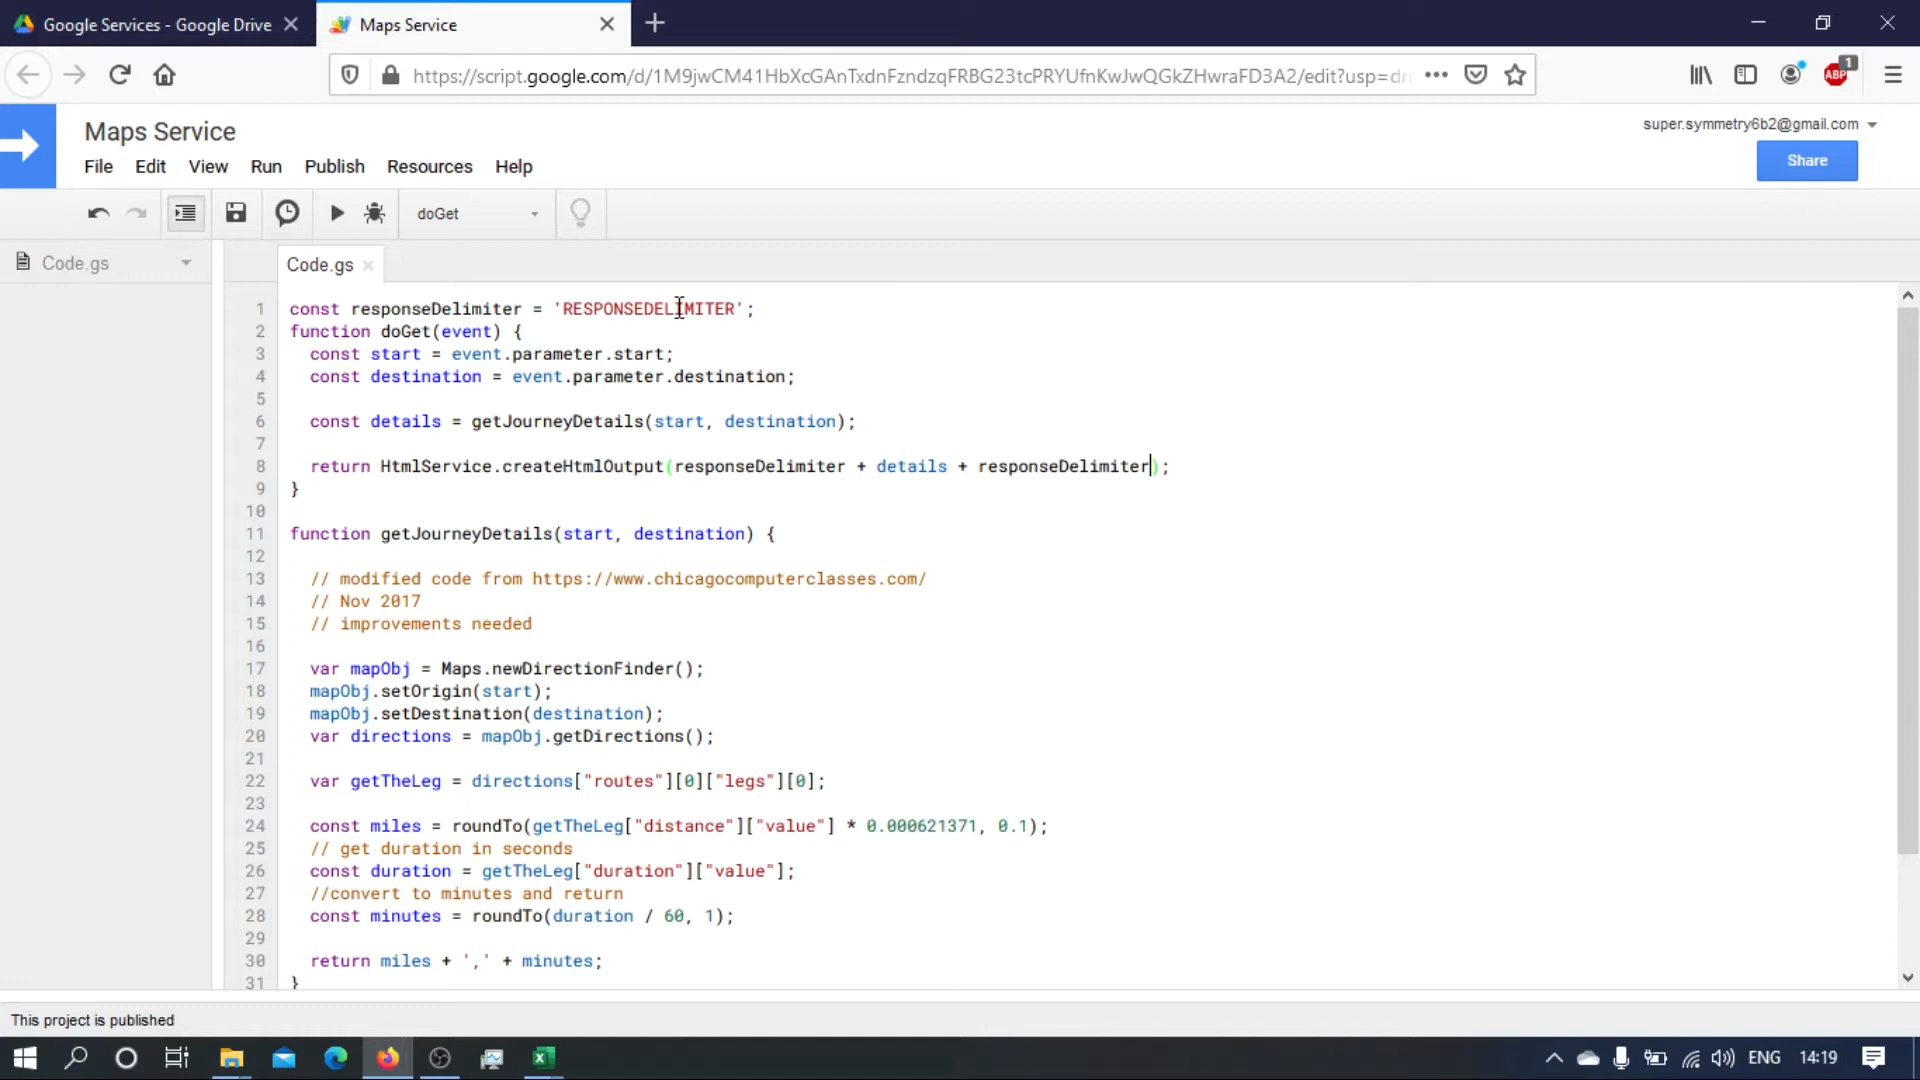 Google Services - Google Drive
Maps Service
https://script.google.com/d/1M9jwCM41HbXcGAnTxdnFzndzqFRBG23tcPRYUfnKwJwQGkZHwraFD3A2/edit?usp=dr
ABP
1
Maps Service
super.symmetry6b2@gmail.com
File Edit View Run Publish Resources Help
Share
doGet
Code.gs
Code.gs
1 const responseDelimiter = 'RESPONSEDELIMITER';
2 function doGet(event) {
3 const start = event.parameter.start;
4 const destination = event.parameter.destination;
5
6 const details = getJourneyDetails(start, destination);
7
8 return HtmlService.createHtmlOutput(responseDelimiter + details + responseDelimiter);
9 }
10
11 function getJourneyDetails(start, destination) {
12
13 // modified code from https://www.chicagocomputerclasses.com/
14 // Nov 2017
15 // improvements needed
16
17 var mapObj = Maps.newDirectionFinder();
18 mapObj.setOrigin(start);
19 mapObj.setDestination(destination);
20 var directions = mapObj.getDirections();
21
22 var getTheLeg = directions["routes"][0]["legs"][0];
23
24 const miles = roundTo(getTheLeg["distance"]["value"] * 0.000621371, 0.1);
25 // get duration in seconds
26 const duration = getTheLeg["duration"]["value"];
27 //convert to minutes and return
28 const minutes = roundTo(duration / 60, 1);
29
30 return miles + ',' + minutes;
31 }
This project is published
ENG 14:19